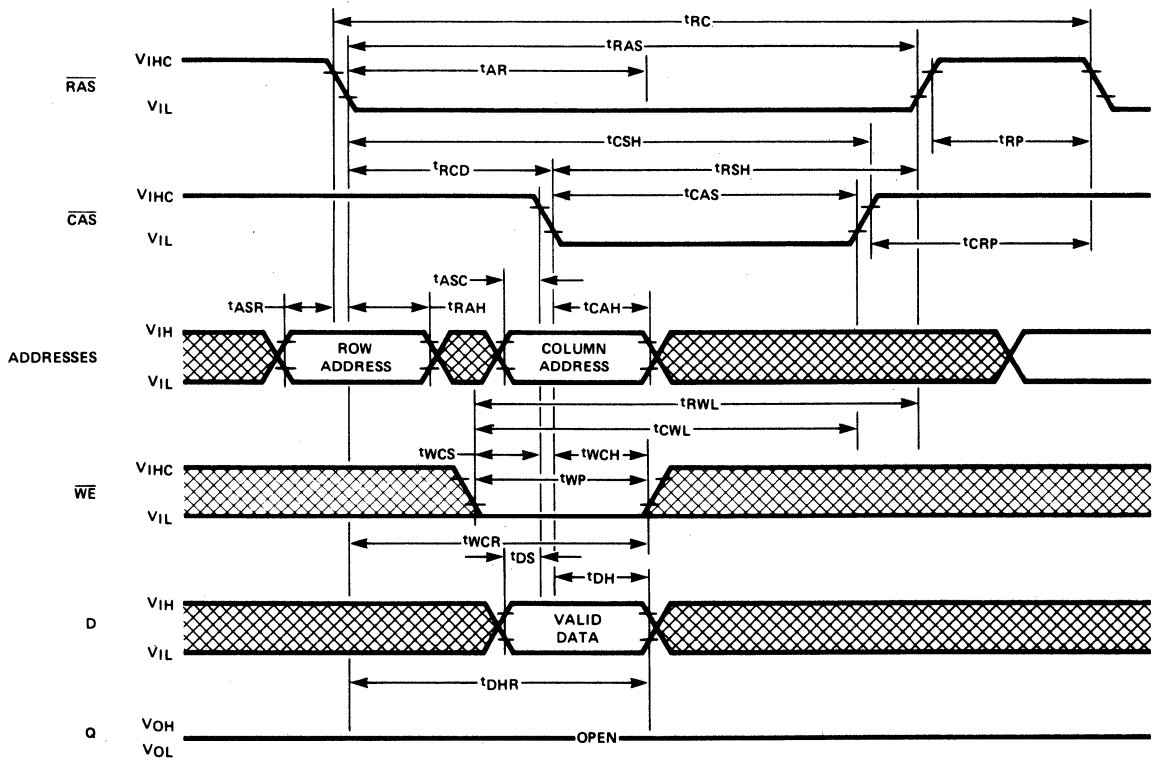 tRC
tRAS
tAR
VIHC
RAS
VIL
tCSH
tRP
tRCD
tRSH
VIHC
tCAS
CAS
VIL
tCRP
tASC
tASR
tRAH
tCAH
VIH
ADDRESSES
ROW
ADDRESS
COLUMN
ADDRESS
VIL
tRWL
tCWL
tWCS
tWCH
VIHC
tWP
WE
VIL
tWCR
tDS
tDH
VIH
D
VALID
DATA
VIL
tDHR
VOH
Q
OPEN
VOL